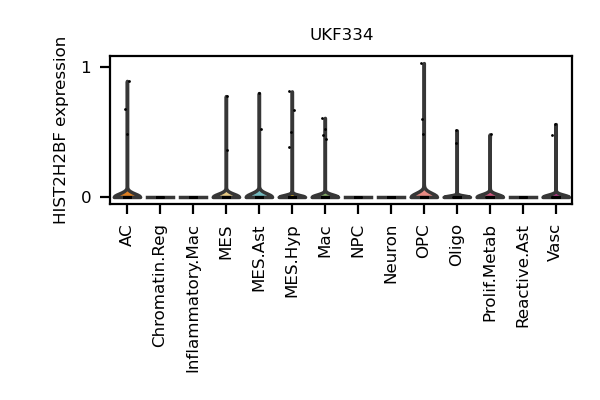 UKF334
HIST2H2BF expression
1
0
AC
Chromatin.Reg
Inflammatory.Mac
MES
MES.Ast
MES.Hyp
Mac
NPC
Neuron
OPC
Oligo
Prolif.Metab
Reactive.Ast
Vasc